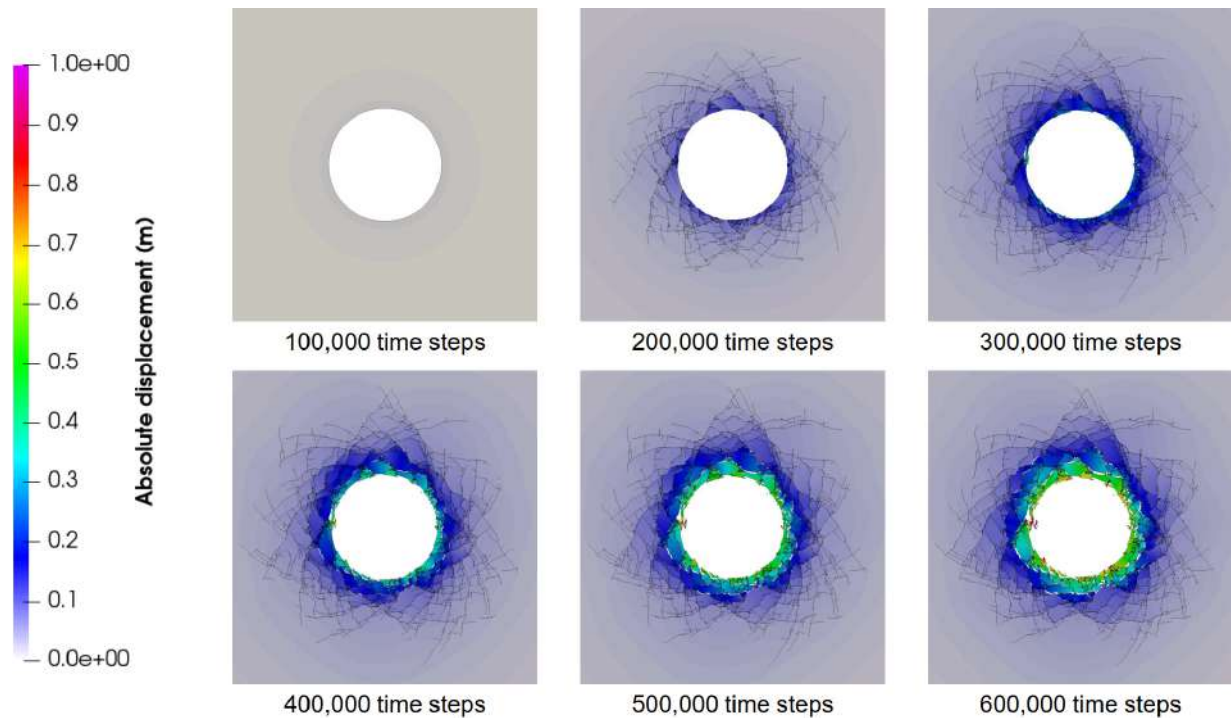 1.0e+00
0.9
0.8
0.7
0.6
0.5
0.4
0.3
0.2
0.1
0.0e+00
Absolute displacement (m)
100,000 time steps
200,000 time steps
300,000 time steps
400,000 time steps
500,000 time steps
600,000 time steps